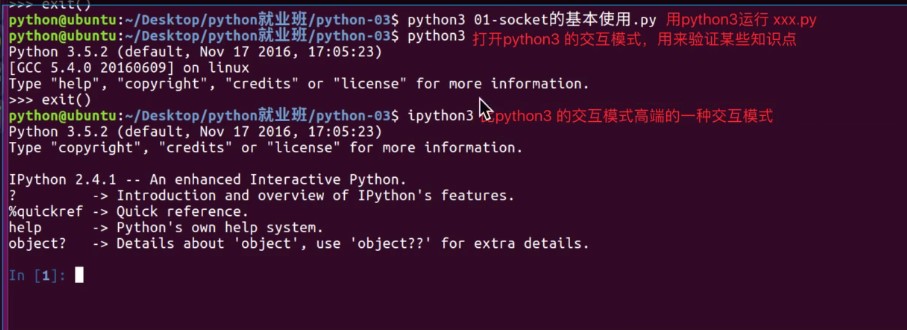 >>> exit()
python@ubuntu:~/Desktop/python就业班/python-03$ python3 01-socket的基本使用.py 用python3运行 xxx.py
python@ubuntu:~/Desktop/python就业班/python-03$ python3 打开python3 的交互模式，用来验证某些知识点
Python 3.5.2 (default, Nov 17 2016, 17:05:23)
[GCC 5.4.0 20160609] on linux
Type "help", "copyright", "credits" or "license" for more information.
>>> exit()
python@ubuntu:~/Desktop/python就业班/python-03$ ipython3 python3 的交互模式高端的一种交互模式
Python 3.5.2 (default, Nov 17 2016, 17:05:23)
Type "copyright", "credits" or "license" for more information.
IPython 2.4.1 -- An enhanced Interactive Python.
?         -> Introduction and overview of IPython's features.
%quickref -> Quick reference.
help      -> Python's own help system.
object?   -> Details about 'object', use 'object??' for extra details.
In [1]: